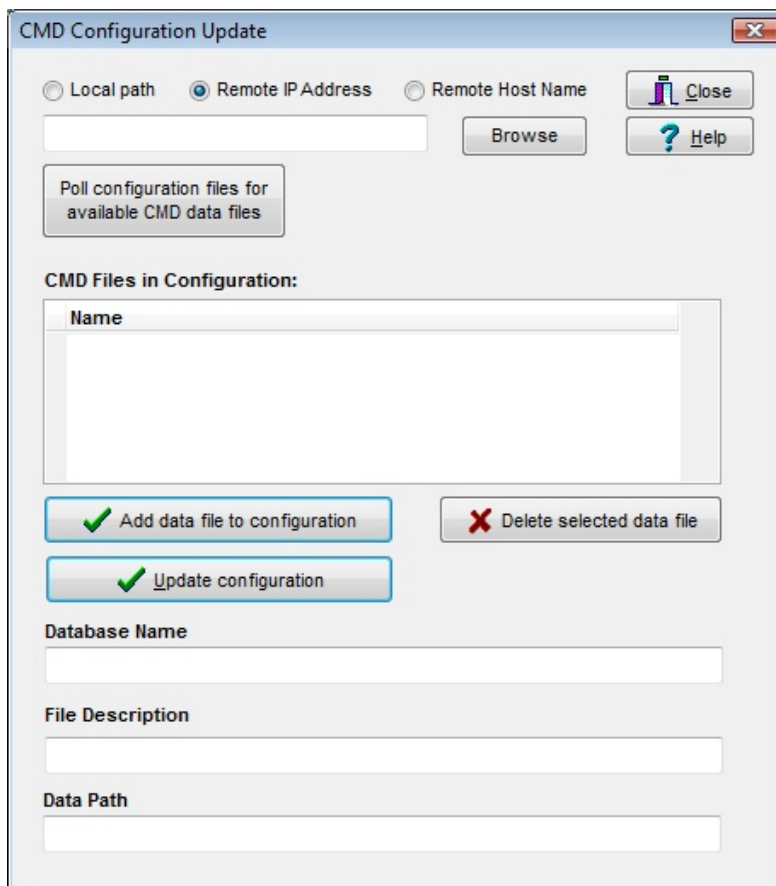 CMD Configuration Update
Local path Remote IP Address Remote Host Name Close
Browse Help
Poll configuration files for
available CMD data files
CMD Files in Configuration:
Name
Add data file to configuration Delete selected data file
Update configuration
Database Name
File Description
Data Path